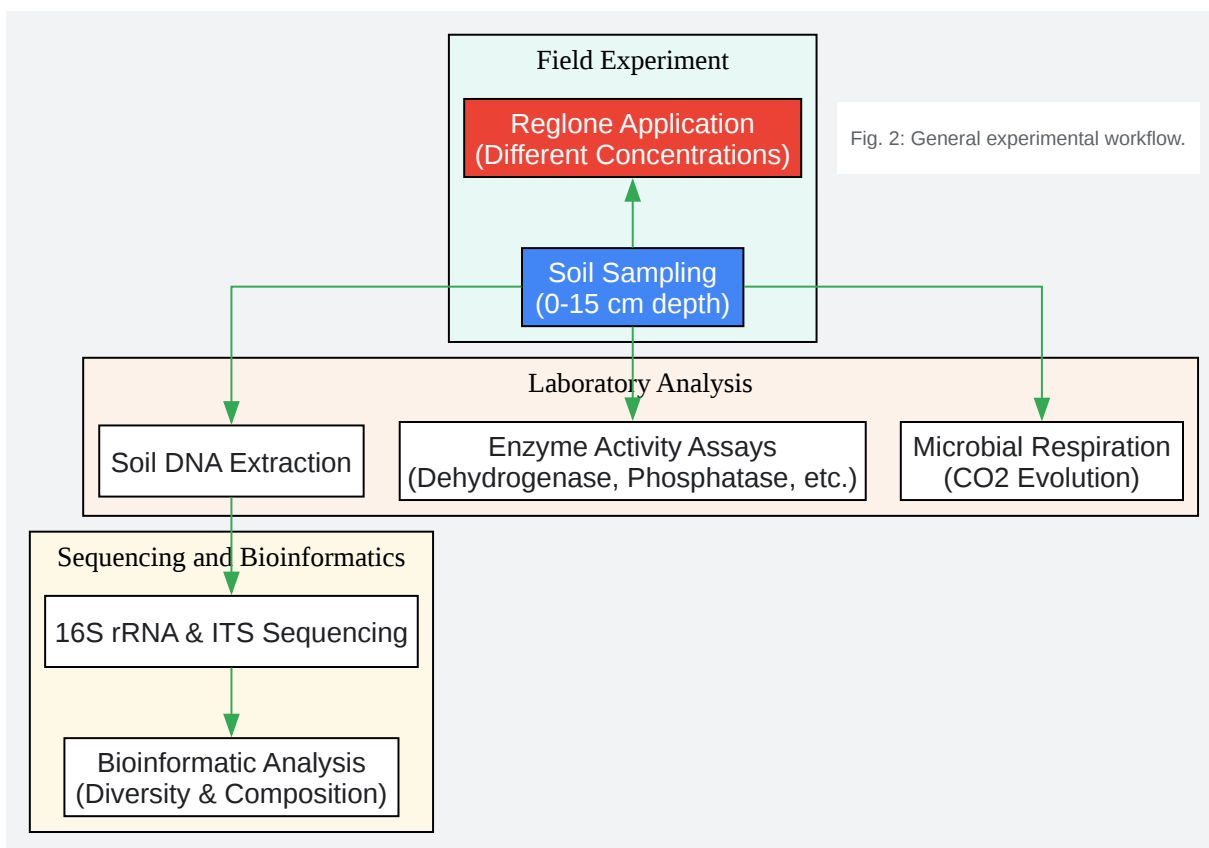 Field Experiment
Reglone Application
(Different Concentrations)
Fig. 2: General experimental workflow.
Soil Sampling
(0-15 cm depth)
Laboratory Analysis
Soil DNA Extraction
Enzyme Activity Assays
(Dehydrogenase, Phosphatase, etc.)
Microbial Respiration
(CO2 Evolution)
Sequencing and Bioinformatics
16S rRNA & ITS Sequencing
Bioinformatic Analysis
(Diversity & Composition)